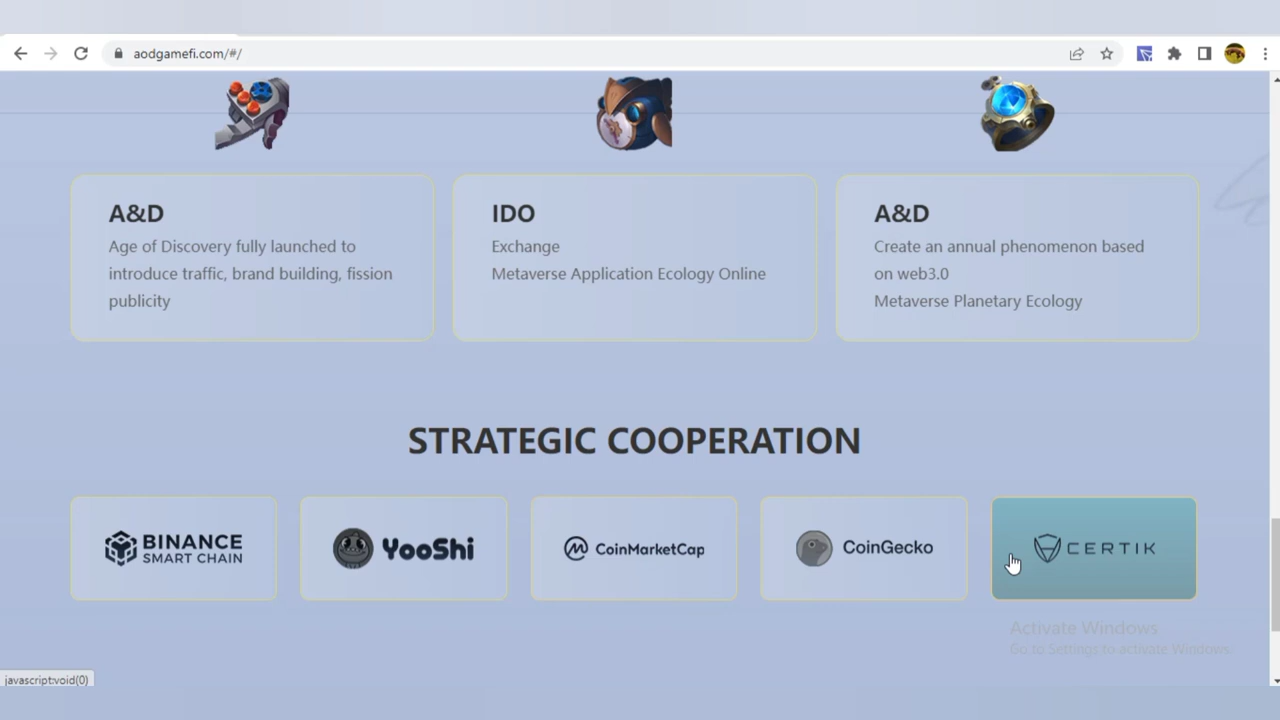 aodgamefi.com/#/
A&D
Age of Discovery fully launched to
introduce traffic, brand building, fission
publicity
IDO
Exchange
Metaverse Application Ecology Online
A&D
Create an annual phenomenon based
on web3.0
Metaverse Planetary Ecology
STRATEGIC COOPERATION
BINANCE
SMART CHAIN
YooShi
CoinMarketCap
CoinGecko
CERTIK
Activate Windows
Go to Settings to activate Windows.
javascript:void(0)